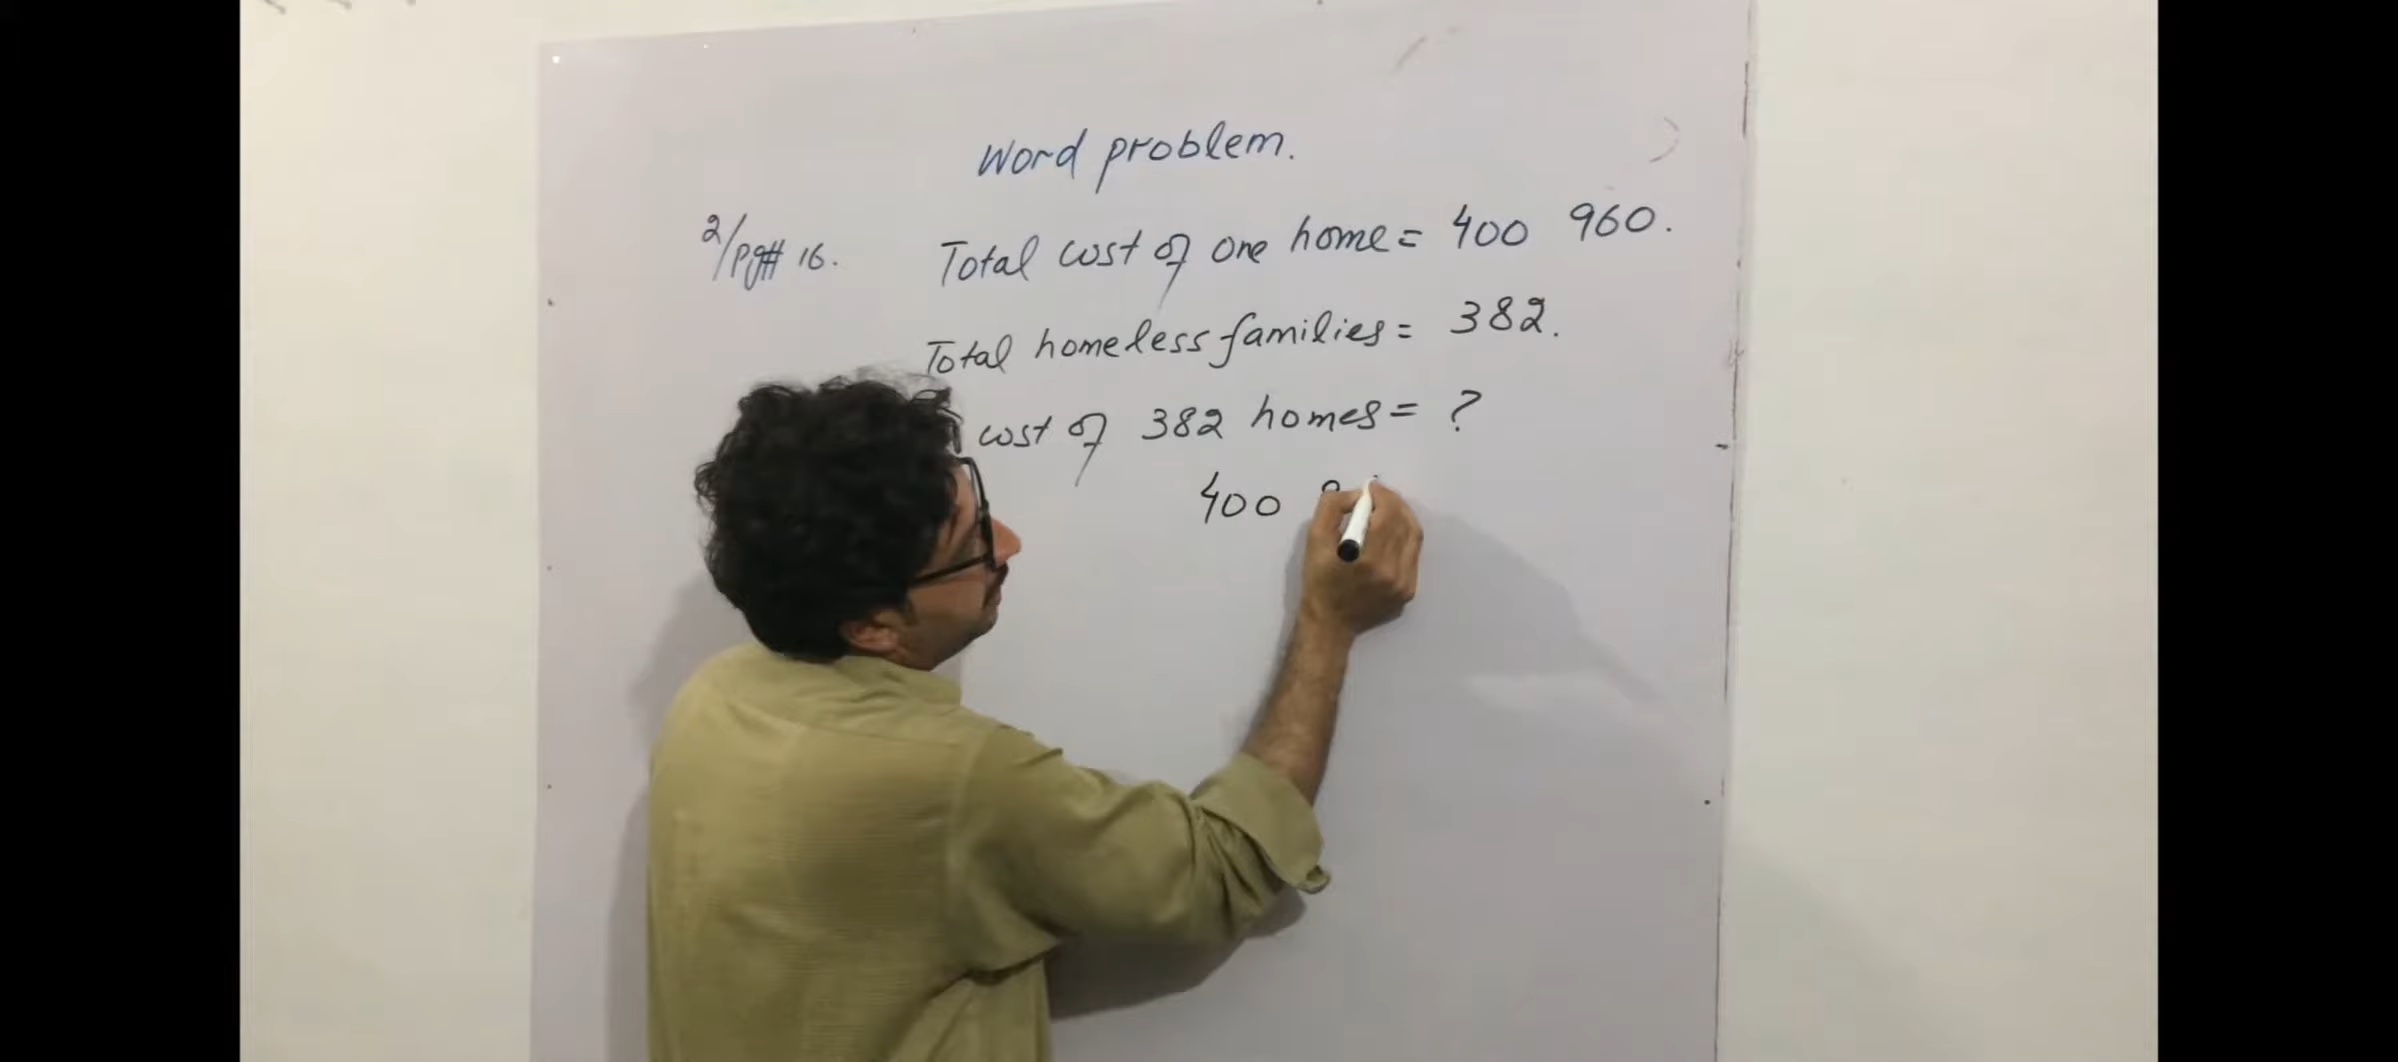 Word problem.
2/Pg# 16. Total cost of one home = 400 960.
Total homeless families = 382.
cost of 382 homes = ?
400